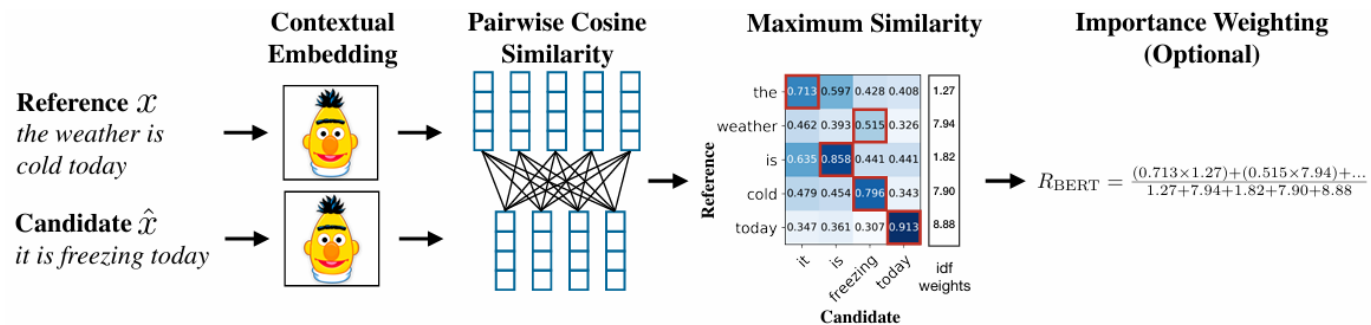 Contextual
Embedding
Pairwise Cosine
Similarity
Maximum Similarity
Importance Weighting
(Optional)
Reference x
the weather is
cold today
Candidate x̂
it is freezing today
Reference
the 0.713 0.597 0.428 0.408 1.27
weather 0.462 0.393 0.515 0.326 7.94
is 0.635 0.858 0.441 0.441 1.82
cold 0.479 0.454 0.796 0.343 7.90
today 0.347 0.361 0.307 0.913 8.88
it is freezing today
idf
weights
Candidate
R_BERT = (0.713×1.27)+(0.515×7.94)+... / 1.27+7.94+1.82+7.90+8.88